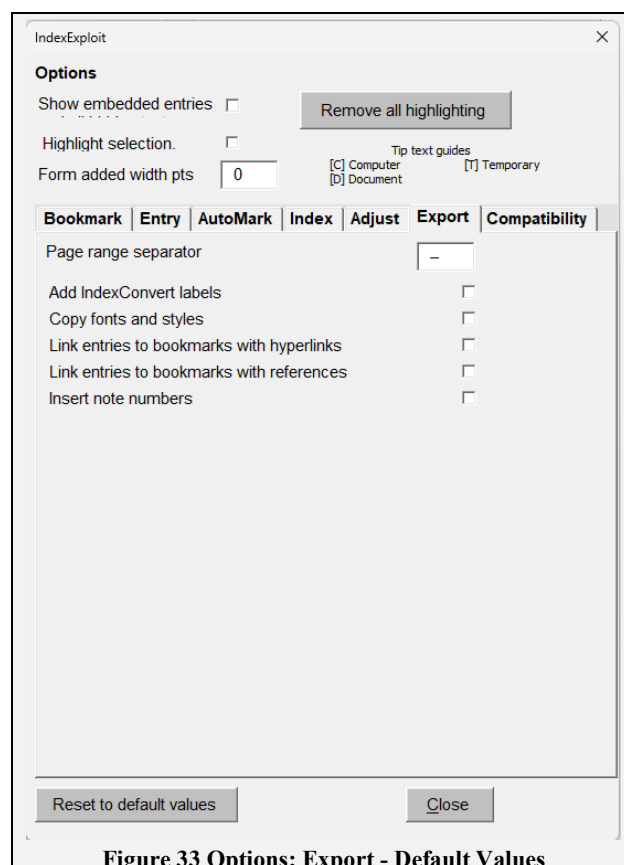 IndexExploit
Options
Show embedded entries
Remove all highlighting
Highlight selection.
Tip text guides
[C] Computer [T] Temporary
[D] Document
Form added width pts 0
Bookmark Entry AutoMark Index Adjust Export Compatibility
Page range separator –
Add IndexConvert labels
Copy fonts and styles
Link entries to bookmarks with hyperlinks
Link entries to bookmarks with references
Insert note numbers
Reset to default values Close
Figure 33 Options: Export - Default Values